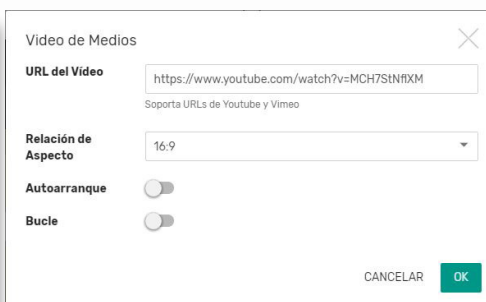 Video de Medios
URL del Vídeo
https://www.youtube.com/watch?v=MCH7StNflXM
Soporta URLs de Youtube y Vimeo
Relación de
Aspecto
16:9
Autoarranque
Bucle
CANCELAR OK